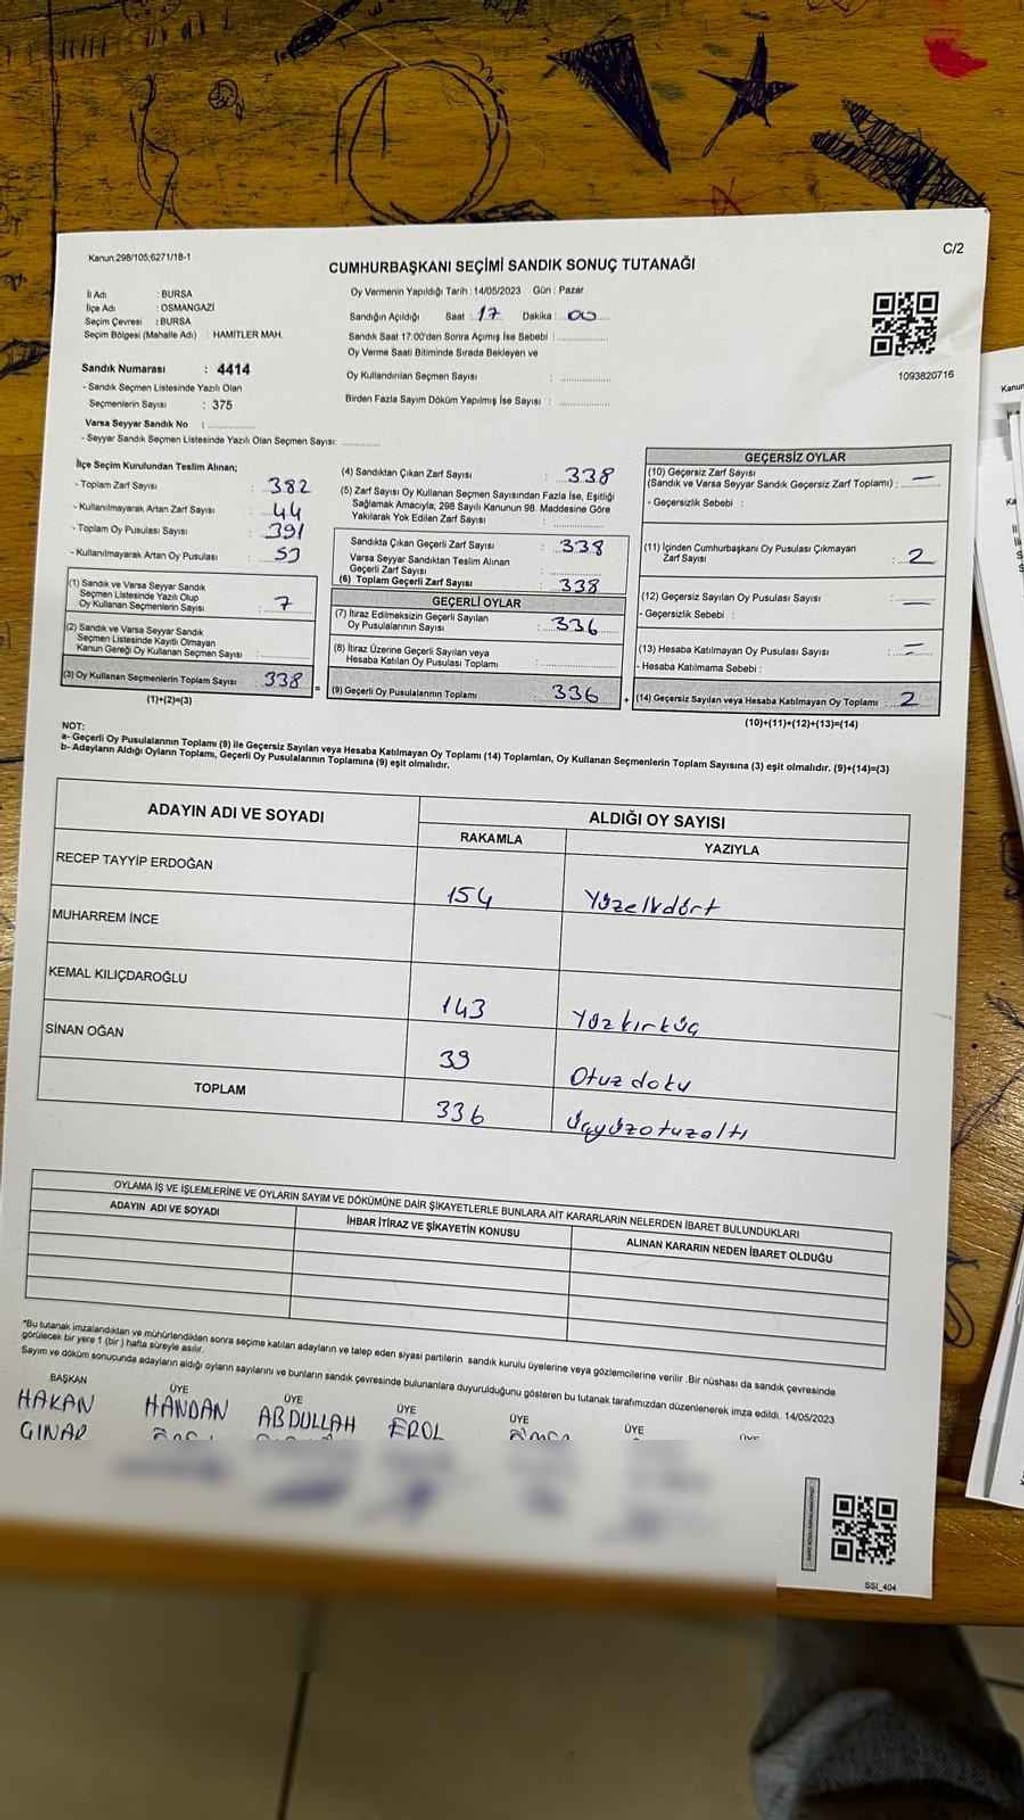 Kanun:298/105;6271/18-1
C/2
CUMHURBAŞKANI SEÇİMİ SANDIK SONUÇ TUTANAĞI
İl Adı : BURSA
İlçe Adı : OSMANGAZİ
Seçim Çevresi : BURSA
Seçim Bölgesi (Mahalle Adı) : HAMİTLER MAH.
Oy Vermenin Yapıldığı Tarih : 14/05/2023 Gün : Pazar
Sandığın Açıldığı Saat : 17 Dakika : 00
Sandık Saat 17:00'den Sonra Açımış İse Sebebi :
Oy Verme Saati Bitiminde Sırada Bekleyen ve
Oy Kullandırılan Seçmen Sayısı :
Birden Fazla Sayım Döküm Yapılmış İse Sayısı :
1093820716
Sandık Numarası : 4414
- Sandık Seçmen Listesinde Yazılı Olan
Seçmenlerin Sayısı : 375
Varsa Seyyar Sandık No :
- Seyyar Sandık Seçmen Listesinde Yazılı Olan Seçmen Sayısı:
İlçe Seçim Kurulundan Teslim Alınan;
- Toplam Zarf Sayısı : 382
- Kullanılmayarak Artan Zarf Sayısı : 44
- Toplam Oy Pusulası Sayısı : 391
- Kullanılmayarak Artan Oy Pusulası : 53
(1) Sandık ve Varsa Seyyar Sandık
Seçmen Listesinde Yazılı Olup
Oy Kullanan Seçmenlerin Sayısı : 7
(2) Sandık ve Varsa Seyyar Sandık
Seçmen Listesinde Kayıtlı Olmayan
Kanun Gereği Oy Kullanan Seçmen Sayısı :
(3) Oy Kullanan Seçmenlerin Toplam Sayısı 338 =
(1)+(2)=(3)
(4) Sandıktan Çıkan Zarf Sayısı : 338
(5) Zarf Sayısı Oy Kullanan Seçmen Sayısından Fazla İse, Eşitliği
Sağlamak Amacıyla; 298 Sayılı Kanunun 98. Maddesine Göre
Yakılarak Yok Edilen Zarf Sayısı :
Sandıkta Çıkan Geçerli Zarf Sayısı : 338
Varsa Seyyar Sandıktan Teslim Alınan
Geçerli Zarf Sayısı :
(6) Toplam Geçerli Zarf Sayısı : 338
GEÇERLİ OYLAR
(7) İtiraz Edilmeksizin Geçerli Sayılan
Oy Pusulalarının Sayısı : 336
(8) İtiraz Üzerine Geçerli Sayılan veya
Hesaba Katılan Oy Pusulası Toplamı :
(9) Geçerli Oy Pusulalarının Toplamı : 336 +
GEÇERSİZ OYLAR
(10) Geçersiz Zarf Sayısı
(Sandık ve Varsa Seyyar Sandık Geçersiz Zarf Toplamı) : —
- Geçersizlik Sebebi :
(11) İçinden Cumhurbaşkanı Oy Pusulası Çıkmayan
Zarf Sayısı : 2
(12) Geçersiz Sayılan Oy Pusulası Sayısı : —
- Geçersizlik Sebebi :
(13) Hesaba Katılmayan Oy Pusulası Sayısı : —
- Hesaba Katılmama Sebebi :
(14) Geçersiz Sayılan veya Hesaba Katılmayan Oy Toplamı : 2
(10)+(11)+(12)+(13)=(14)
NOT:
a- Geçerli Oy Pusulalarının Toplamı (9) ile Geçersiz Sayılan veya Hesaba Katılmayan Oy Toplamı (14) Toplamları, Oy Kullanan Seçmenlerin Toplam Sayısına (3) eşit olmalıdır. (9)+(14)=(3)
b- Adayların Aldığı Oyların Toplamı, Geçerli Oy Pusulalarının Toplamına (9) eşit olmalıdır.
ADAYIN ADI VE SOYADI
ALDIĞI OY SAYISI
RAKAMLA YAZIYLA
RECEP TAYYİP ERDOĞAN 154 Yüzellidört
MUHARREM İNCE
KEMAL KILIÇDAROĞLU 143 Yüzkırküç
SİNAN OĞAN 39 Otuz doku
TOPLAM 336 üçyüzotuzaltı
OYLAMA İŞ VE İŞLEMLERİNE VE OYLARIN SAYIM VE DÖKÜMÜNE DAİR ŞİKAYETLERLE BUNLARA AİT KARARLARIN NELERDEN İBARET BULUNDUKLARI
ADAYIN ADI VE SOYADI İHBAR İTİRAZ VE ŞİKAYETİN KONUSU ALINAN KARARIN NEDEN İBARET OLDUĞU
*Bu tutanak imzalandıktan ve mühürlendikten sonra seçime katılan adayların ve talep eden siyasi partilerin sandık kurulu üyelerine veya gözlemcilerine verilir .Bir nüshası da sandık çevresinde
görülecek bir yere 1 (bir) hafta süreyle asılır.
Sayım ve döküm sonucunda adayların aldığı oyların sayılarını ve bunların sandık çevresinde bulunanlara duyurulduğunu gösteren bu tutanak tarafımızdan düzenlenerek imza edildi. 14/05/2023
BAŞKAN ÜYE ÜYE ÜYE ÜYE ÜYE
HAKAN HANDAN ABDULLAH EROL
ÇINAR
SSI_404